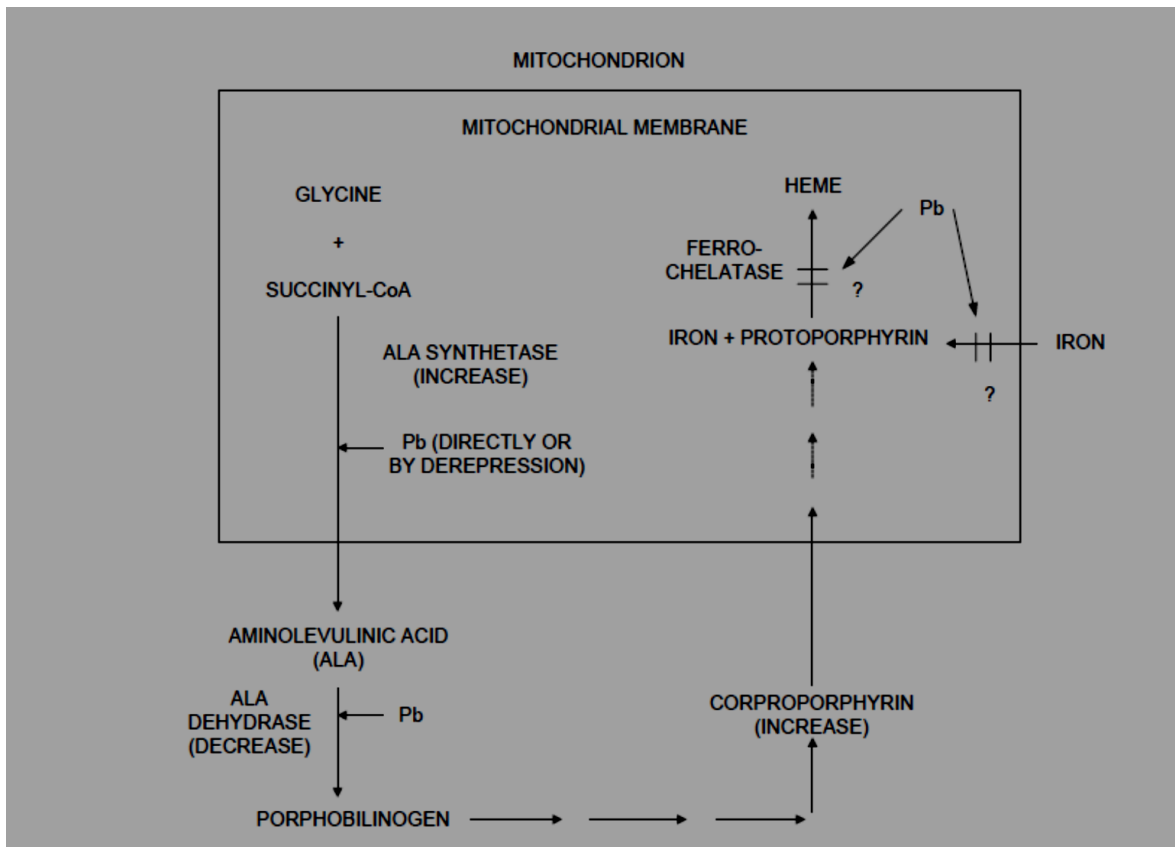 MITOCHONDRION
MITOCHONDRIAL MEMBRANE
GLYCINE
+
SUCCINYL-CoA
ALA SYNTHETASE
(INCREASE)
Pb (DIRECTLY OR
BY DEREPRESSION)
HEME
Pb
FERRO-
CHELATASE
?
IRON + PROTOPORPHYRIN
IRON
?
AMINOLEVULINIC ACID
(ALA)
ALA
DEHYDRASE
(DECREASE)
Pb
CORPROPORPHYRIN
(INCREASE)
PORPHOBILINOGEN